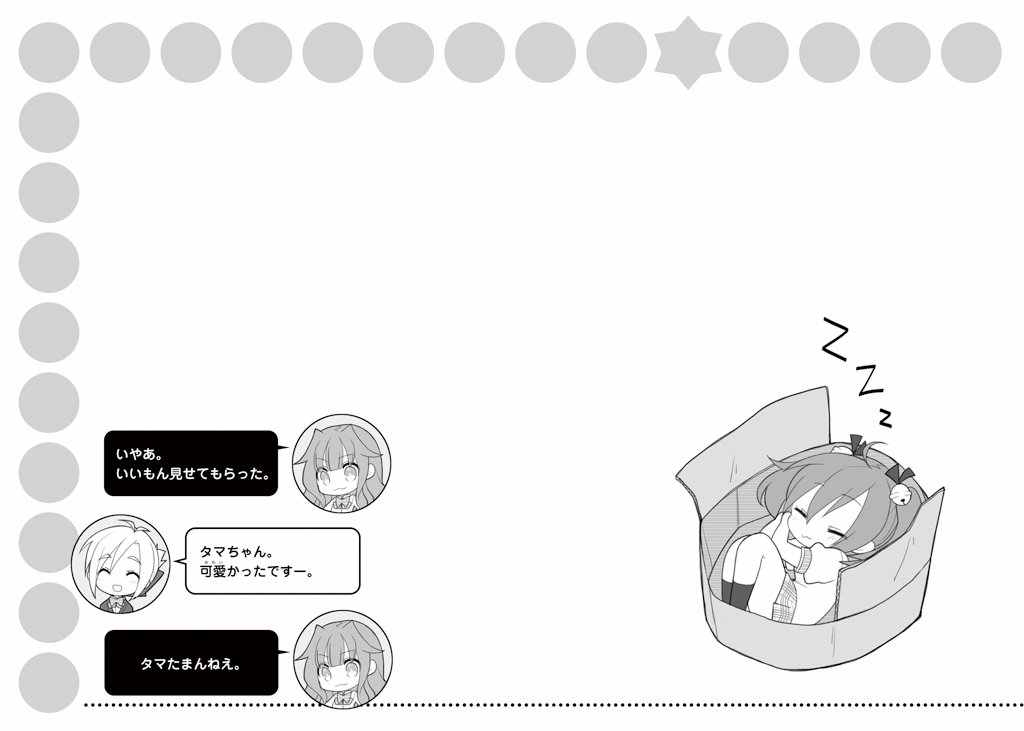 Z
Z
z
いやあ。
いいもん見せてもらった。
タマちゃん。
可愛かったですー。
タマたまんねえ。